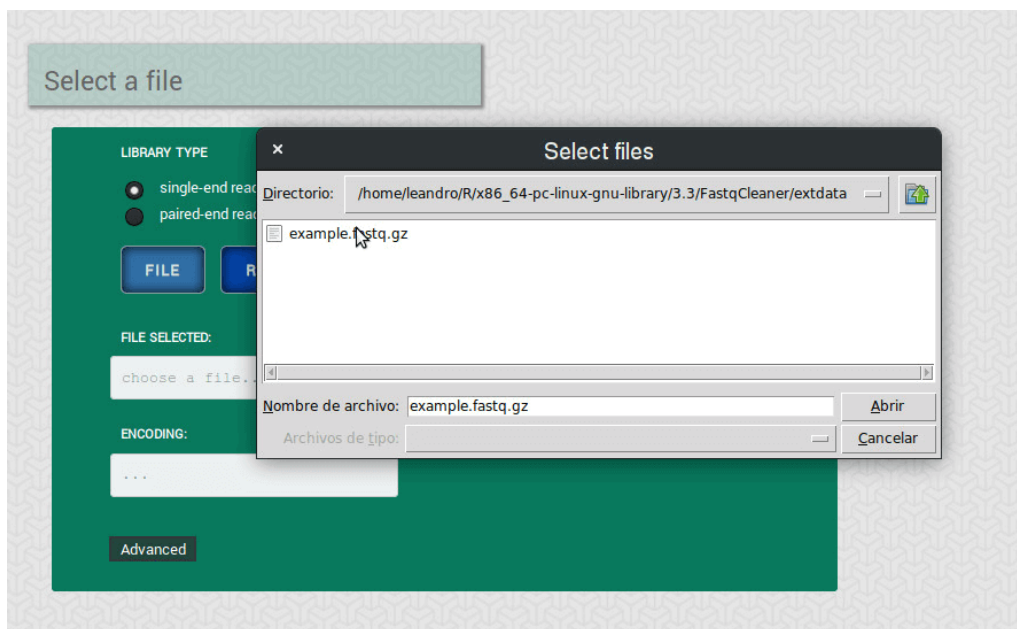 Select a file
LIBRARY TYPE
single-end read
paired-end read
FILE
R
FILE SELECTED:
choose a file..
ENCODING:
...
Advanced
× Select files
Directorio: /home/leandro/R/x86_64-pc-linux-gnu-library/3.3/FastqCleaner/extdata
example.fastq.gz
Nombre de archivo: example.fastq.gz Abrir
Archivos de tipo: Cancelar